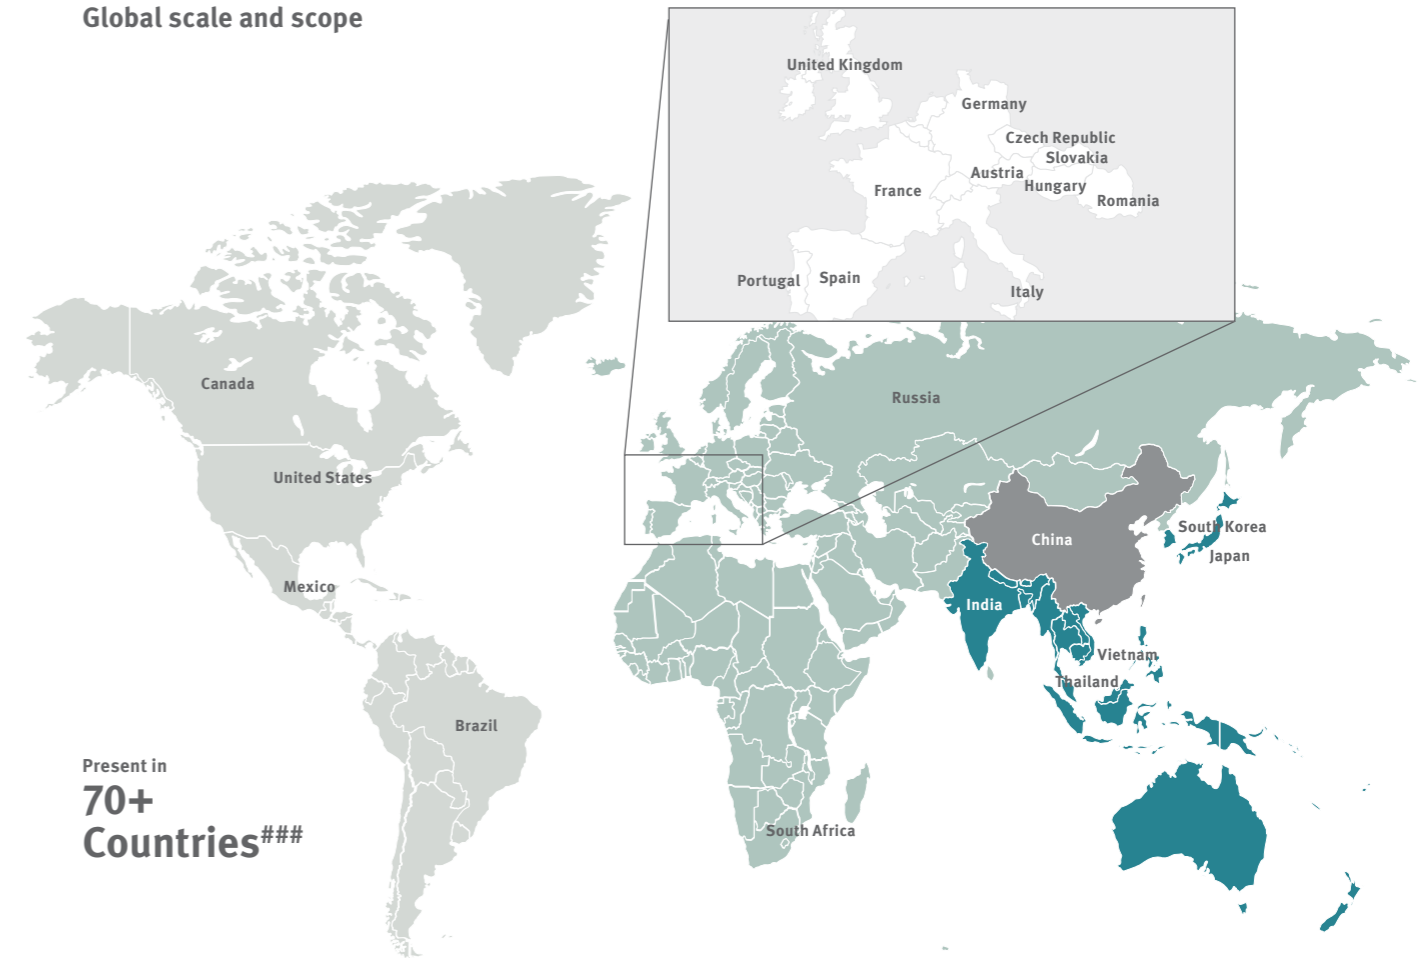 Global scale and scope
United Kingdom
Germany
Czech Republic
Slovakia
Austria
Hungary
France
Romania
Portugal
Spain
Italy
Canada
Russia
United States
South Korea
China
Japan
Mexico
India
Vietnam
Thailand
Brazil
South Africa
Present in
70+
Countries###